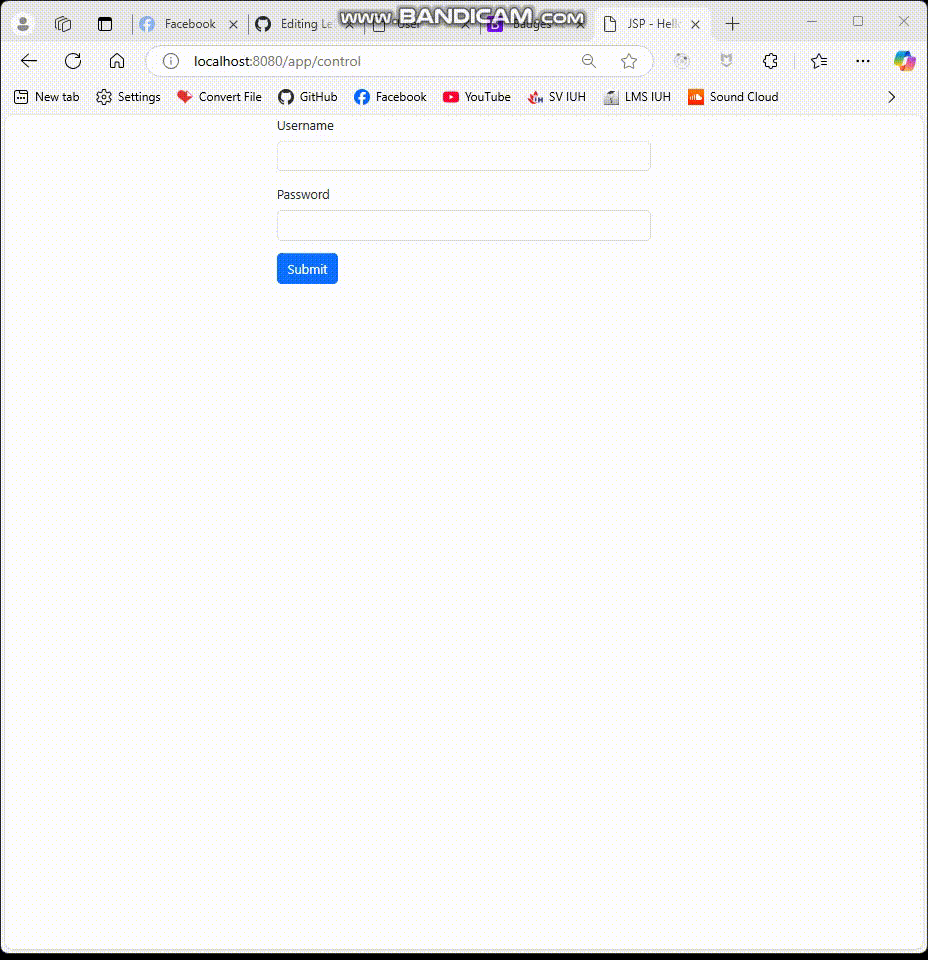 www.BANDICAM.com
Facebook
Editing Le
User
Badges
JSP - Hell
localhost:8080/app/control
New tab
Settings
Convert File
GitHub
Facebook
YouTube
SV IUH
LMS IUH
Sound Cloud
Username
Password
Submit